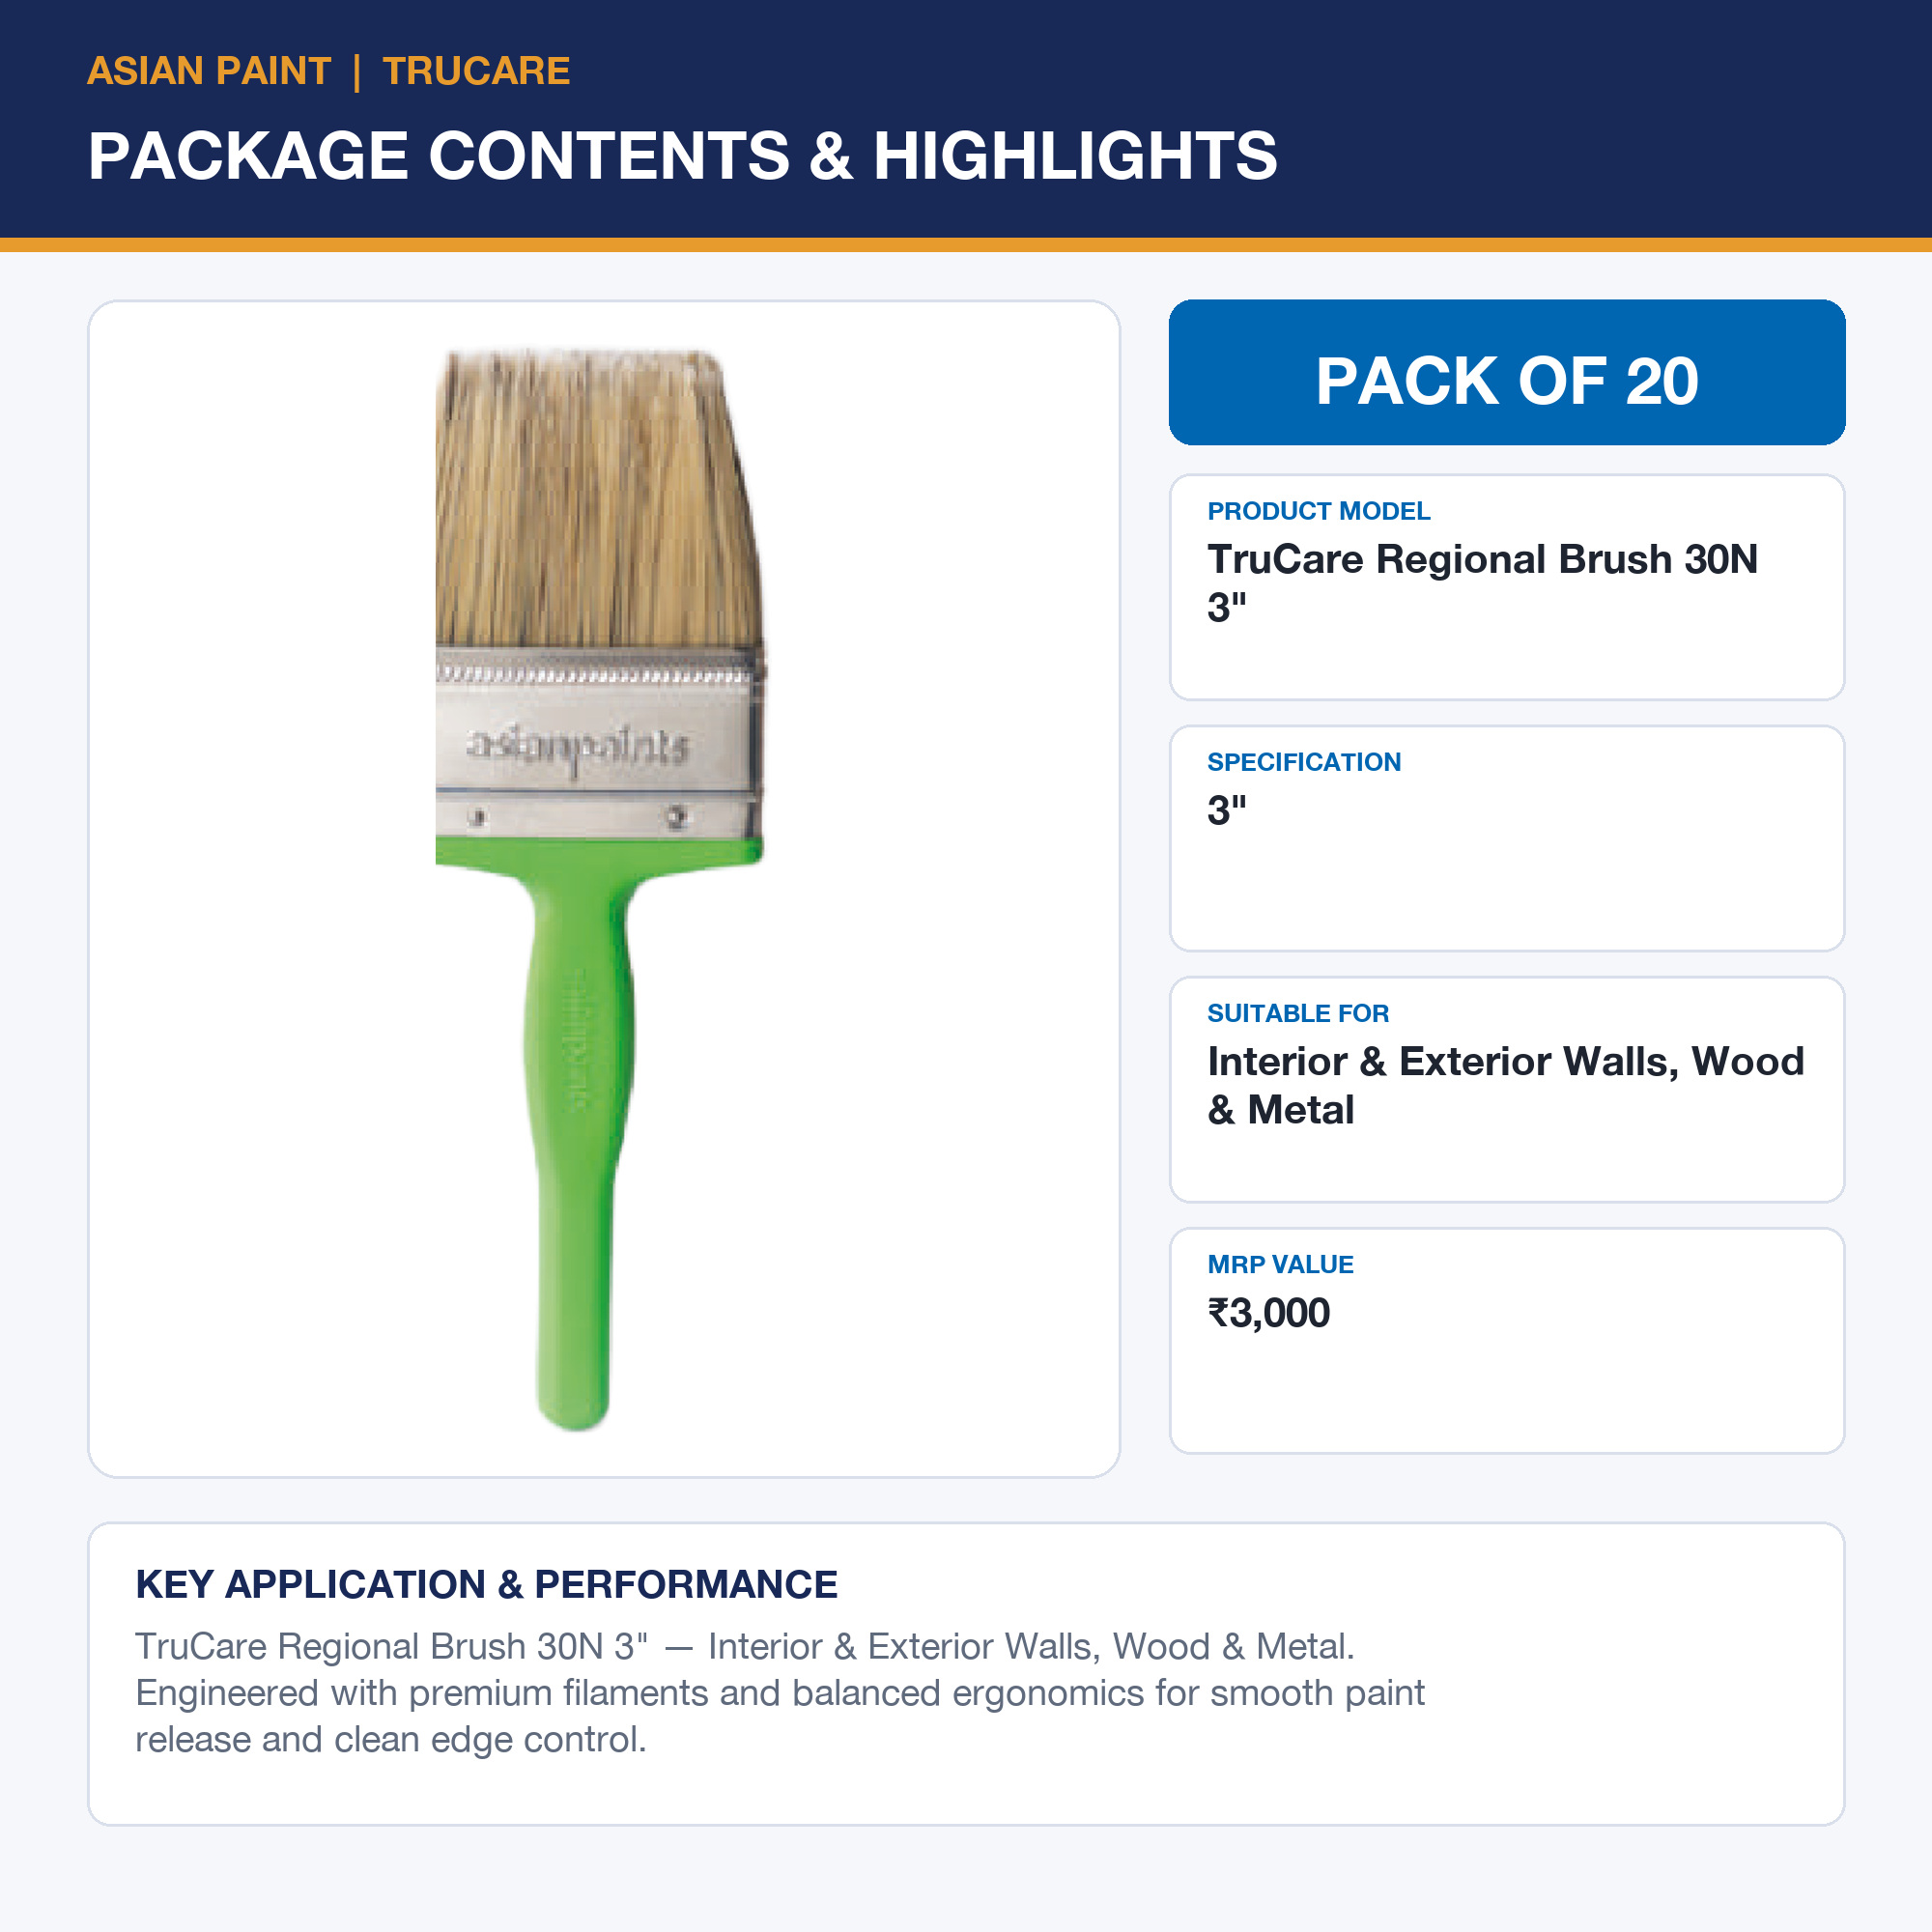 ASIAN PAINT | TRUCARE
PACKAGE CONTENTS & HIGHLIGHTS
asianpaints
PACK OF 20
PRODUCT MODEL
TruCare Regional Brush 30N
3"
SPECIFICATION
3"
SUITABLE FOR
Interior & Exterior Walls, Wood
& Metal
MRP VALUE
₹3,000
KEY APPLICATION & PERFORMANCE
TruCare Regional Brush 30N 3" — Interior & Exterior Walls, Wood & Metal.
Engineered with premium filaments and balanced ergonomics for smooth paint
release and clean edge control.